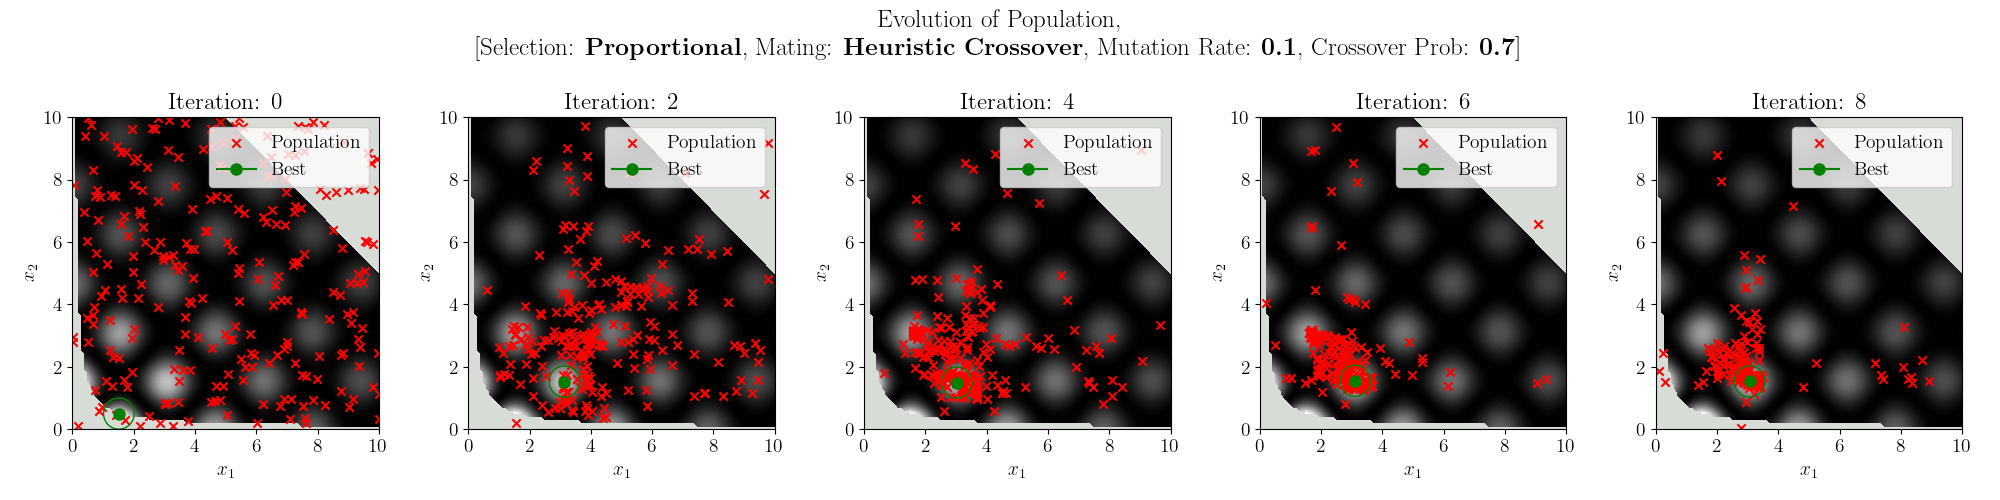 Evolution of Population,
[Selection: Proportional, Mating: Heuristic Crossover, Mutation Rate: 0.1, Crossover Prob: 0.7]
Iteration: 0
10
8
6
4
2
0
x2
Population
Best
0 2 4 6 8 10
x1
Iteration: 2
10
8
6
4
2
0
x2
Population
Best
0 2 4 6 8 10
x1
Iteration: 4
10
8
6
4
2
0
x2
Population
Best
0 2 4 6 8 10
x1
Iteration: 6
10
8
6
4
2
0
x2
Population
Best
0 2 4 6 8 10
x1
Iteration: 8
10
8
6
4
2
0
x2
Population
Best
0 2 4 6 8 10
x1